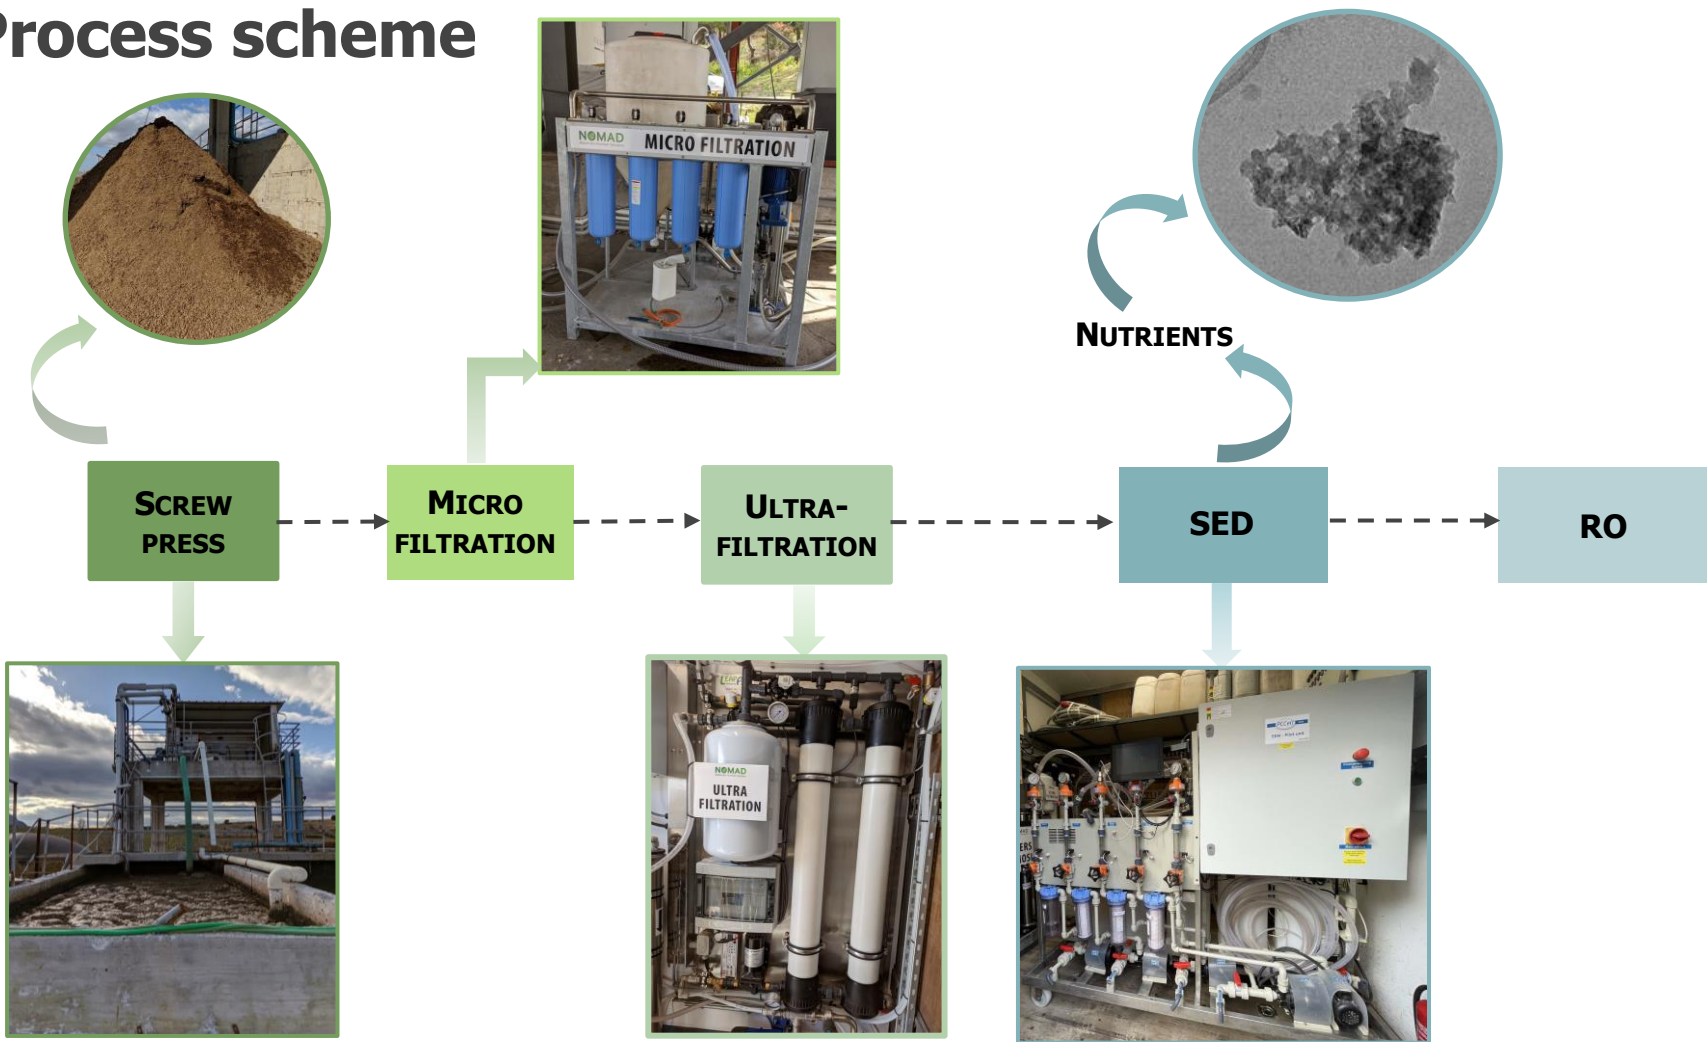 Process scheme
NOMAD
MICRO FILTRATION
NUTRIENTS
SCREW
PRESS
MICRO
FILTRATION
ULTRA-
FILTRATION
SED
RO
NOMAD
ULTRA
FILTRATION